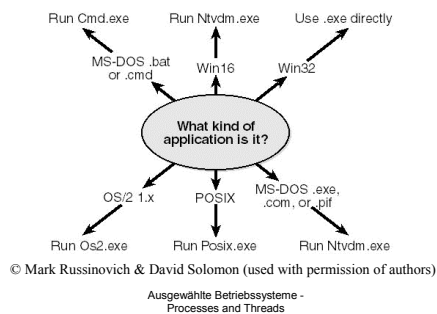 Run Cmd.exe Run Ntvdm.exe Use .exe directly
MS-DOS .bat
or .cmd
Win16
Win32
What kind of
application is it?
OS/2 1.x
POSIX
MS-DOS .exe,
.com, or .pif
Run Os2.exe Run Posix.exe Run Ntvdm.exe
© Mark Russinovich & David Solomon (used with permission of authors)
Ausgewählte Betriebssysteme -
Processes and Threads